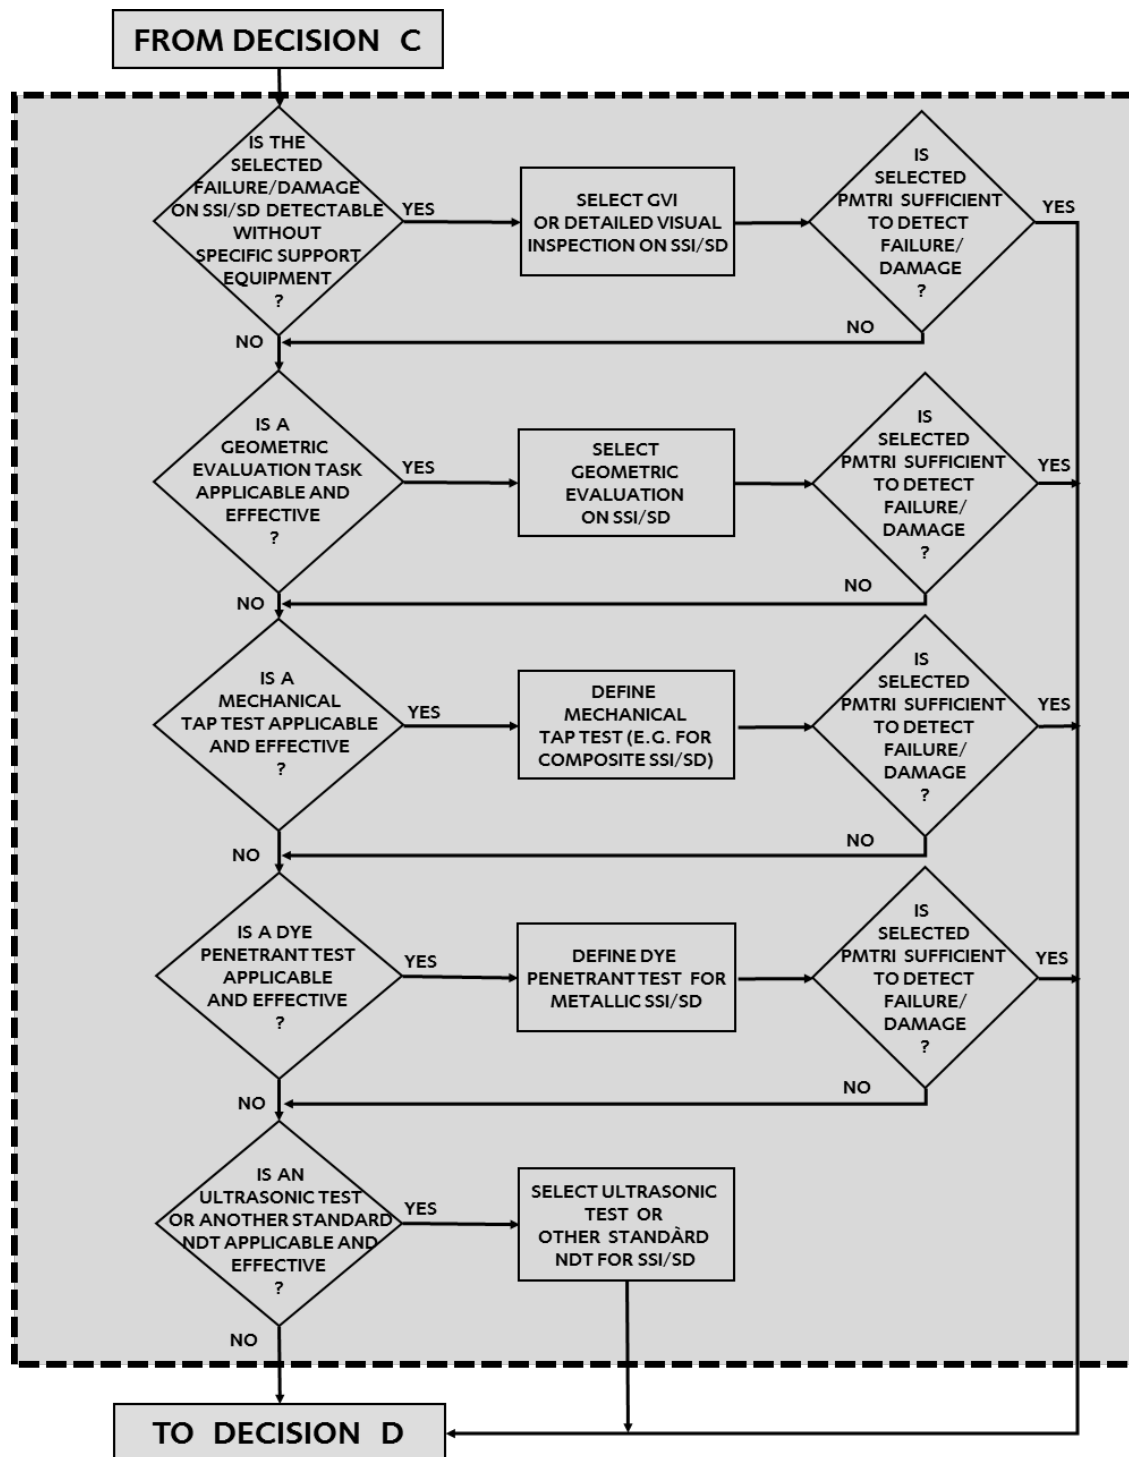 FROM DECISION C
IS THE
SELECTED
FAILURE/DAMAGE
ON SSI/SD DETECTABLE
WITHOUT
SPECIFIC SUPPORT
EQUIPMENT
?
YES
SELECT GVI
OR DETAILED VISUAL
INSPECTION ON SSI/SD
IS
SELECTED
PMTRI SUFFICIENT
TO DETECT
FAILURE/
DAMAGE
?
YES
NO
NO
IS A
GEOMETRIC
EVALUATION TASK
APPLICABLE AND
EFFECTIVE
?
YES
SELECT
GEOMETRIC
EVALUATION
ON SSI/SD
IS
SELECTED
PMTRI SUFFICIENT
TO DETECT
FAILURE/
DAMAGE
?
YES
NO
NO
IS A
MECHANICAL
TAP TEST APPLICABLE
AND EFFECTIVE
?
YES
DEFINE
MECHANICAL
TAP TEST (E.G. FOR
COMPOSITE SSI/SD)
IS
SELECTED
PMTRI SUFFICIENT
TO DETECT
FAILURE/
DAMAGE
?
YES
NO
NO
IS A DYE
PENETRANT TEST
APPLICABLE
AND EFFECTIVE
?
YES
DEFINE DYE
PENETRANT TEST FOR
METALLIC SSI/SD
IS
SELECTED
PMTRI SUFFICIENT
TO DETECT
FAILURE/
DAMAGE
?
YES
NO
NO
IS AN
ULTRASONIC TEST
OR ANOTHER STANDARD
NDT APPLICABLE AND
EFFECTIVE
?
YES
SELECT ULTRASONIC
TEST OR
OTHER STANDÀRD
NDT FOR SSI/SD
NO
TO DECISION D